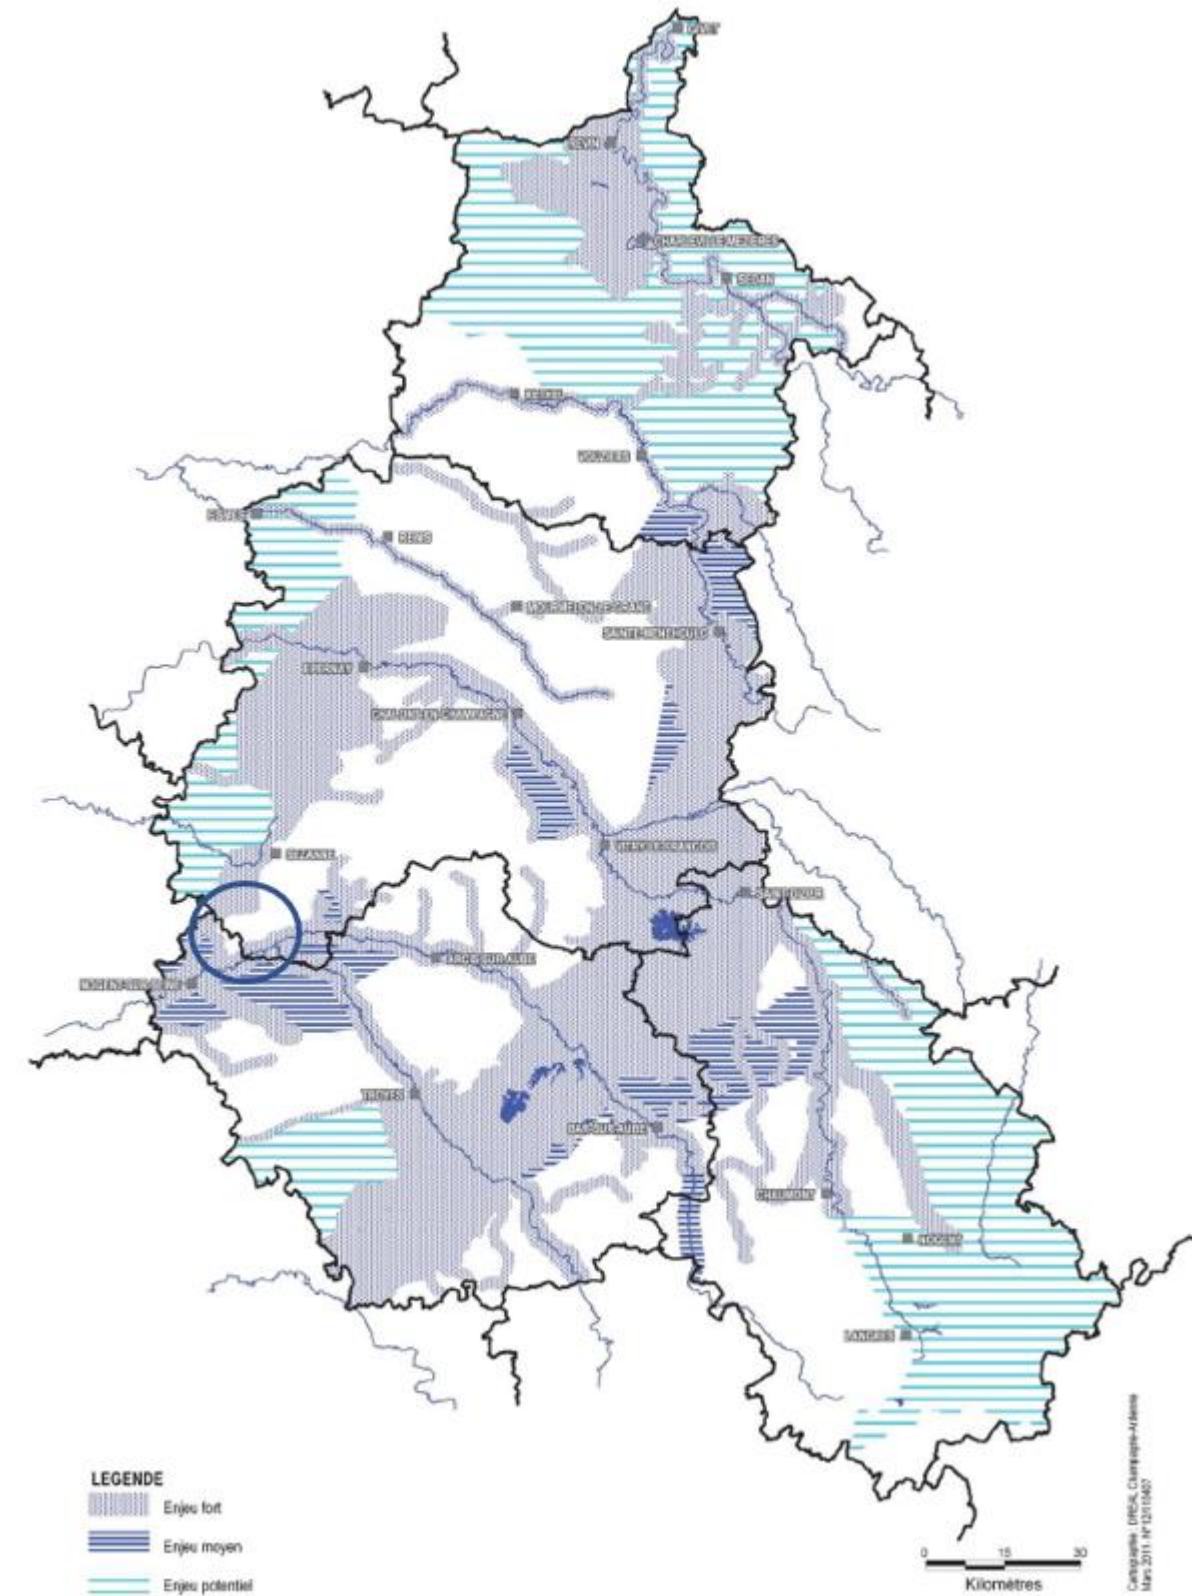 GIVET
REVIN
CHARLEVILLE-MEZIERES
SEDAN
RETHEL
VOUZIERS
FISMES
REIMS
MOURMELON-LE-GRAND
SAINTE-MENEHOULD
EPERNAY
CHALONS-EN-CHAMPAGNE
VITRY-LE-FRANCOIS
SEZANNE
SAINT-DIZIER
ARCIS-SUR-AUBE
NOGENT-SUR-SEINE
TROYES
BAR-SUR-AUBE
CHAUMONT
NOGENT
LANGRES
LEGENDE
Enjeu fort
Enjeu moyen
Enjeu potentiel
0 15 30
Kilomètres
Cartographie : DREAL Champagne-Ardenne
Mars 2011